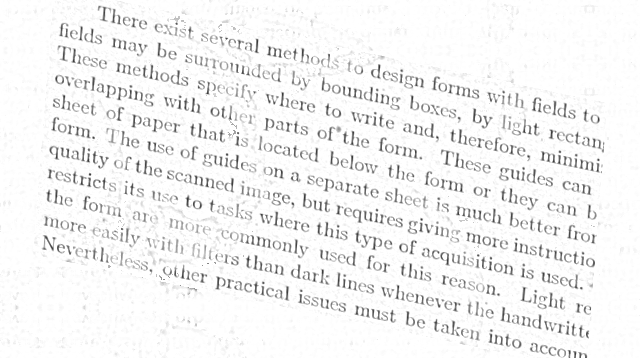 There exist several methods to design forms with fields to
fields may be surrounded by bounding boxes, by light rectan
These methods specify where to write and, therefore, minimi
overlapping with other parts of the form. These guides can
sheet of paper that is located below the form or they can b
form. The use of guides on a separate sheet is much better fror
quality of the scanned image, but requires giving more instructio
restricts its use to tasks where this type of acquisition is used.
the form are more commonly used for this reason. Light re
more easily with filters than dark lines whenever the handwritte
Nevertheless, other practical issues must be taken into accoun